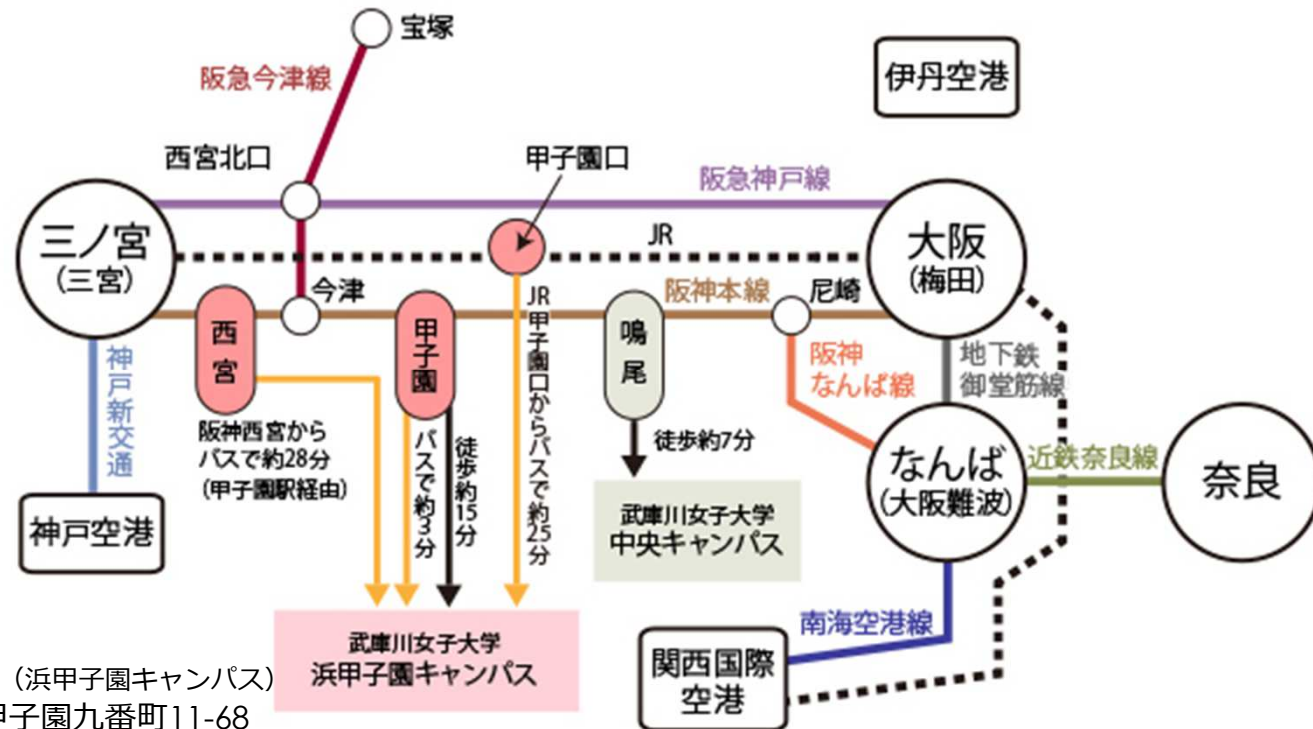 宝塚
阪急今津線
伊丹空港
西宮北口
甲子園口
阪急神戸線
三ノ宮
(三宮)
JR
大阪
(梅田)
今津
阪神本線
尼崎
西宮
甲子園
鳴尾
神戸新交通
JR甲子園口からバスで約25分
阪神
なんば線
地下鉄
御堂筋線
阪神西宮から
バスで約28分
(甲子園駅経由)
バスで約3分
徒歩約15分
徒歩約7分
なんば
(大阪難波)
近鉄奈良線
奈良
神戸空港
武庫川女子大学
中央キャンパス
武庫川女子大学
浜甲子園キャンパス
南海空港線
関西国際
空港
(浜甲子園キャンパス)
甲子園九番町11-68